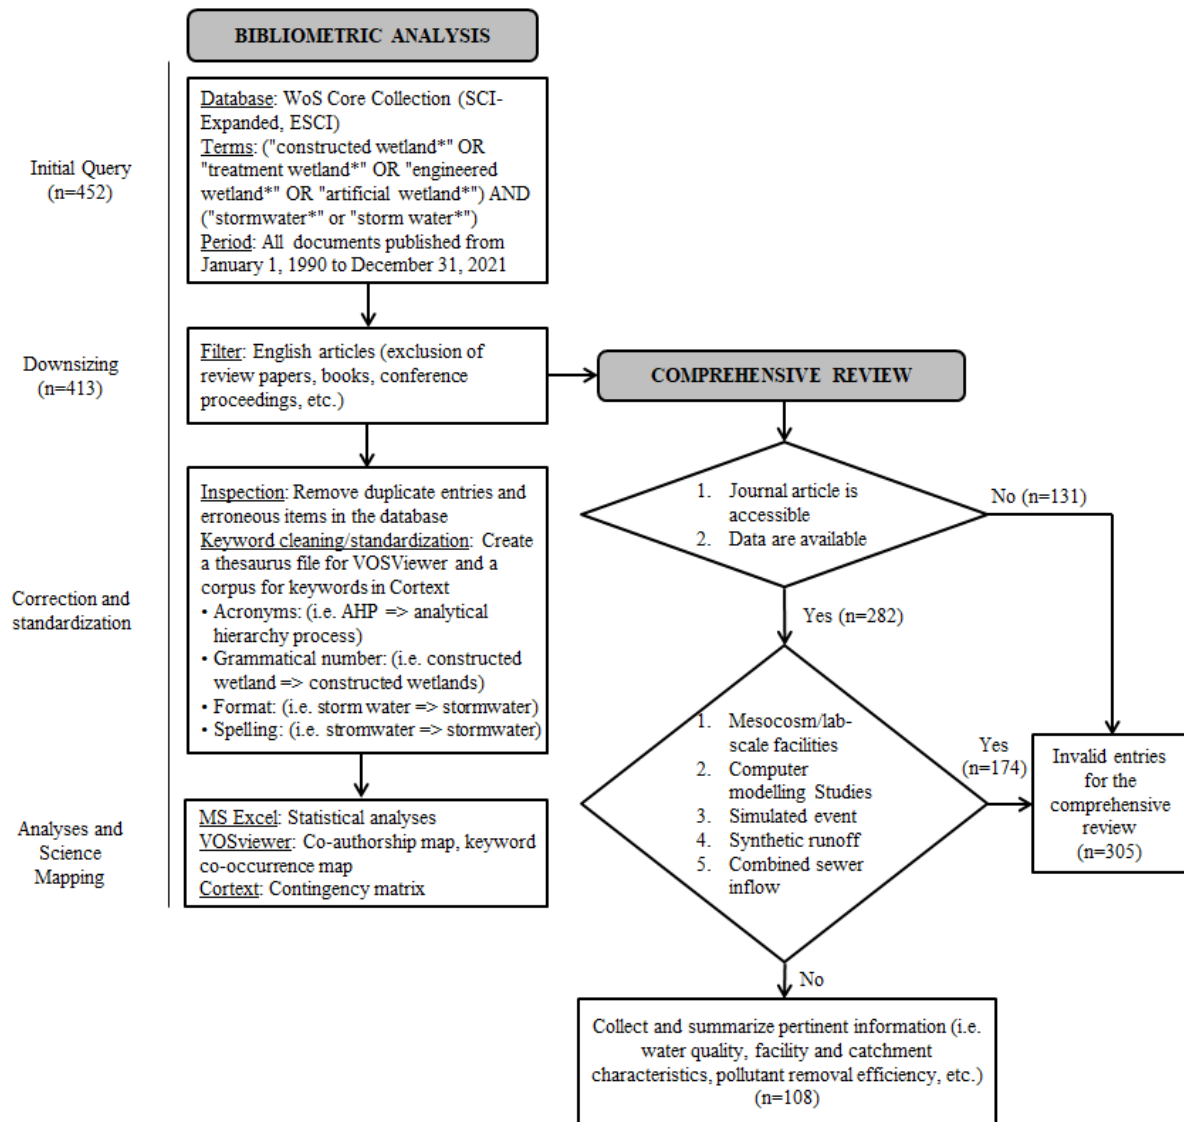 BIBLIOMETRIC ANALYSIS
Initial Query
(n=452)
Database: WoS Core Collection (SCI-
Expanded, ESCI)
Terms: ("constructed wetland*" OR
"treatment wetland*" OR "engineered
wetland*" OR "artificial wetland*") AND
("stormwater*" or "storm water*")
Period: All documents published from
January 1, 1990 to December 31, 2021
Downsizing
(n=413)
Filter: English articles (exclusion of
review papers, books, conference
proceedings, etc.)
COMPREHENSIVE REVIEW
Correction and
standardization
Inspection: Remove duplicate entries and
erroneous items in the database
Keyword cleaning/standardization: Create
a thesaurus file for VOSViewer and a
corpus for keywords in Cortext
• Acronyms: (i.e. AHP => analytical
hierarchy process)
• Grammatical number: (i.e. constructed
wetland => constructed wetlands)
• Format: (i.e. storm water => stormwater)
• Spelling: (i.e. stromwater => stormwater)
Analyses and
Science
Mapping
MS Excel: Statistical analyses
VOSviewer: Co-authorship map, keyword
co-occurrence map
Cortext: Contingency matrix
1. Journal article is
accessible
2. Data are available
No (n=131)
Yes (n=282)
1. Mesocosm/lab-
scale facilities
2. Computer
modelling Studies
3. Simulated event
4. Synthetic runoff
5. Combined sewer
inflow
Yes
(n=174)
Invalid entries
for the
comprehensive
review
(n=305)
No
Collect and summarize pertinent information (i.e.
water quality, facility and catchment
characteristics, pollutant removal efficiency, etc.)
(n=108)